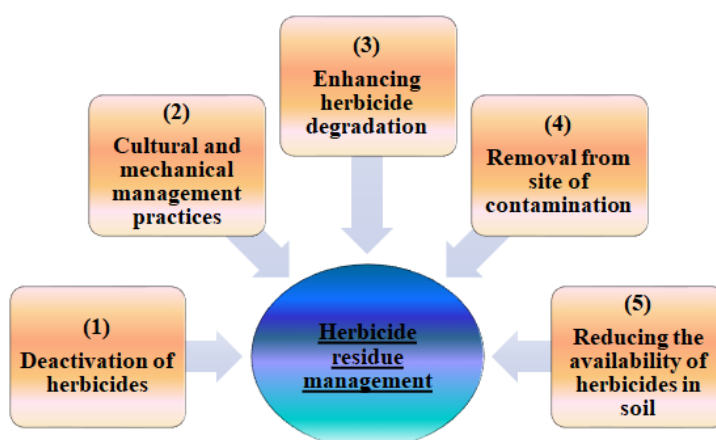 (1)
Deactivation of
herbicides
(2)
Cultural and
mechanical
management
practices
(3)
Enhancing
herbicide
degradation
(4)
Removal from
site of
contamination
(5)
Reducing the
availability of
herbicides in
soil
Herbicide
residue
management